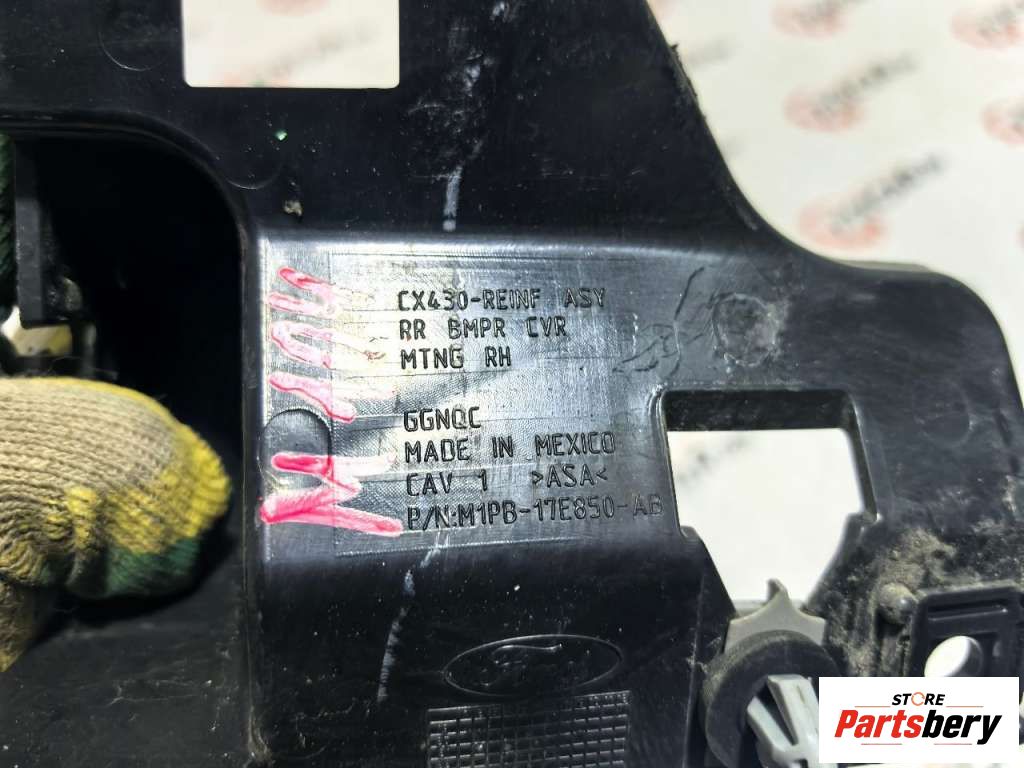 CX430-REINF ASY
RR BMPR CVR
MTNG RH
GGNQC
MADE IN MEXICO
CAV 1 >ASA<
P/N:M1PB-17E850-AB
Ford
STORE
Partsbery